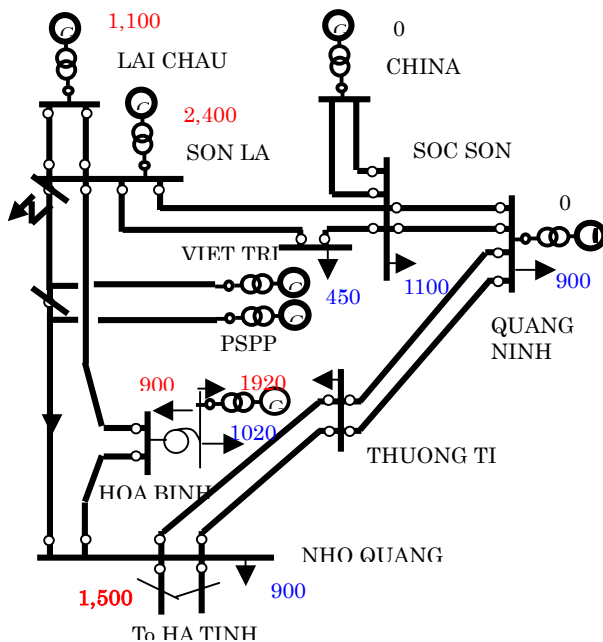 1,100
0
LAI CHAU
CHINA
2,400
SON LA
SOC SON
0
VIET TRI
450
1100
900
PSPP
QUANG
NINH
900
1920
1020
THUONG TI
HOA BINH
NHO QUANG
1,500
900
To HA TINH